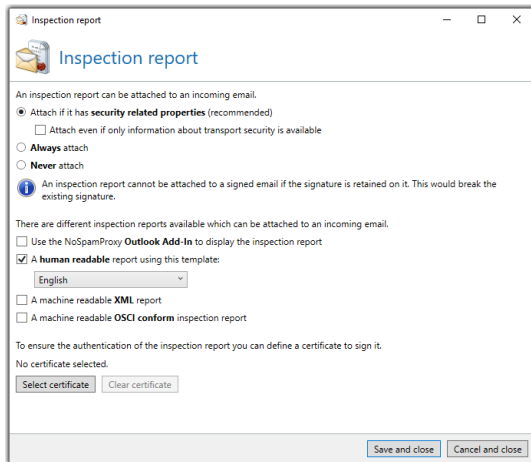 Inspection report
Inspection report
An inspection report can be attached to an incoming email.
Attach if it has security related properties (recommended)
Attach even if only information about transport security is available
Always attach
Never attach
An inspection report cannot be attached to a signed email if the signature is retained on it. This would break the
existing signature.
There are different inspection reports available which can be attached to an incoming email.
Use the NoSpamProxy Outlook Add-In to display the inspection report
A human readable report using this template:
English
A machine readable XML report
A machine readable OSCI conform inspection report
To ensure the authentication of the inspection report you can define a certificate to sign it.
No certificate selected.
Select certificate Clear certificate
Save and close Cancel and close